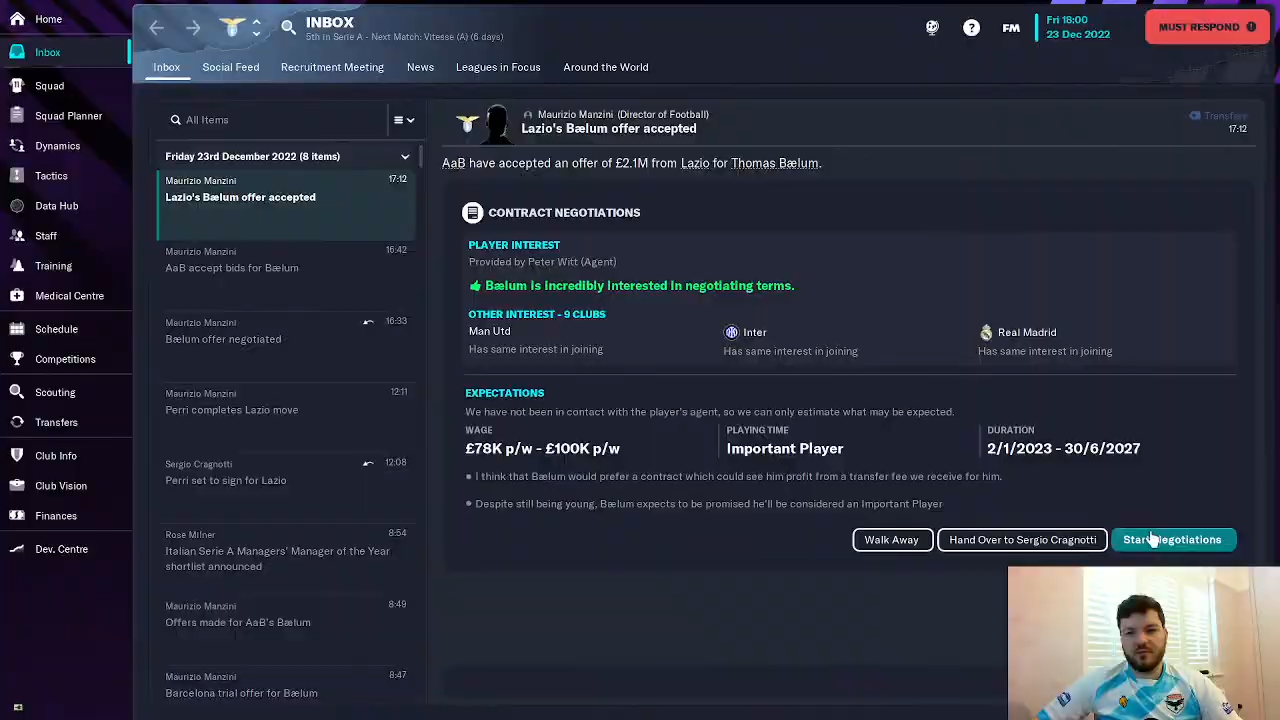 Home
Inbox
Squad
Squad Planner
Dynamics
Tactics
Data Hub
Staff
Training
Medical Centre
Schedule
Competitions
Scouting
Transfers
Club Info
Club Vision
Finances
Dev. Centre
INBOX
5th in Serie A - Next Match: Vitesse (A) (6 days)
FM
Fri 18:00
23 Dec 2022
MUST RESPOND
Inbox
Social Feed
Recruitment Meeting
News
Leagues in Focus
Around the World
All Items
Friday 23rd December 2022 (8 items)
Maurizio Manzini
17:12
Lazio's Bælum offer accepted
Maurizio Manzini
16:42
AaB accept bids for Bælum
Maurizio Manzini
16:33
Bælum offer negotiated
Maurizio Manzini
12:11
Perri completes Lazio move
Sergio Cragnotti
12:08
Perri set to sign for Lazio
Rose Milner
8:54
Italian Serie A Managers' Manager of the Year
shortlist announced
Maurizio Manzini
8:49
Offers made for AaB's Bælum
Maurizio Manzini
8:47
Barcelona trial offer for Bælum
Maurizio Manzini (Director of Football)
Lazio's Bælum offer accepted
Transfers
17:12
AaB have accepted an offer of £2.1M from Lazio for Thomas Bælum.
CONTRACT NEGOTIATIONS
PLAYER INTEREST
Provided by Peter Witt (Agent)
Bælum is incredibly interested in negotiating terms.
OTHER INTEREST - 9 CLUBS
Man Utd
Has same interest in joining
Inter
Has same interest in joining
Real Madrid
Has same interest in joining
EXPECTATIONS
We have not been in contact with the player's agent, so we can only estimate what may be expected.
WAGE
£78K p/w - £100K p/w
PLAYING TIME
Important Player
DURATION
2/1/2023 - 30/6/2027
I think that Bælum would prefer a contract which could see him profit from a transfer fee we receive for him.
Despite still being young, Bælum expects to be promised he'll be considered an Important Player
Walk Away
Hand Over to Sergio Cragnotti
Start Negotiations